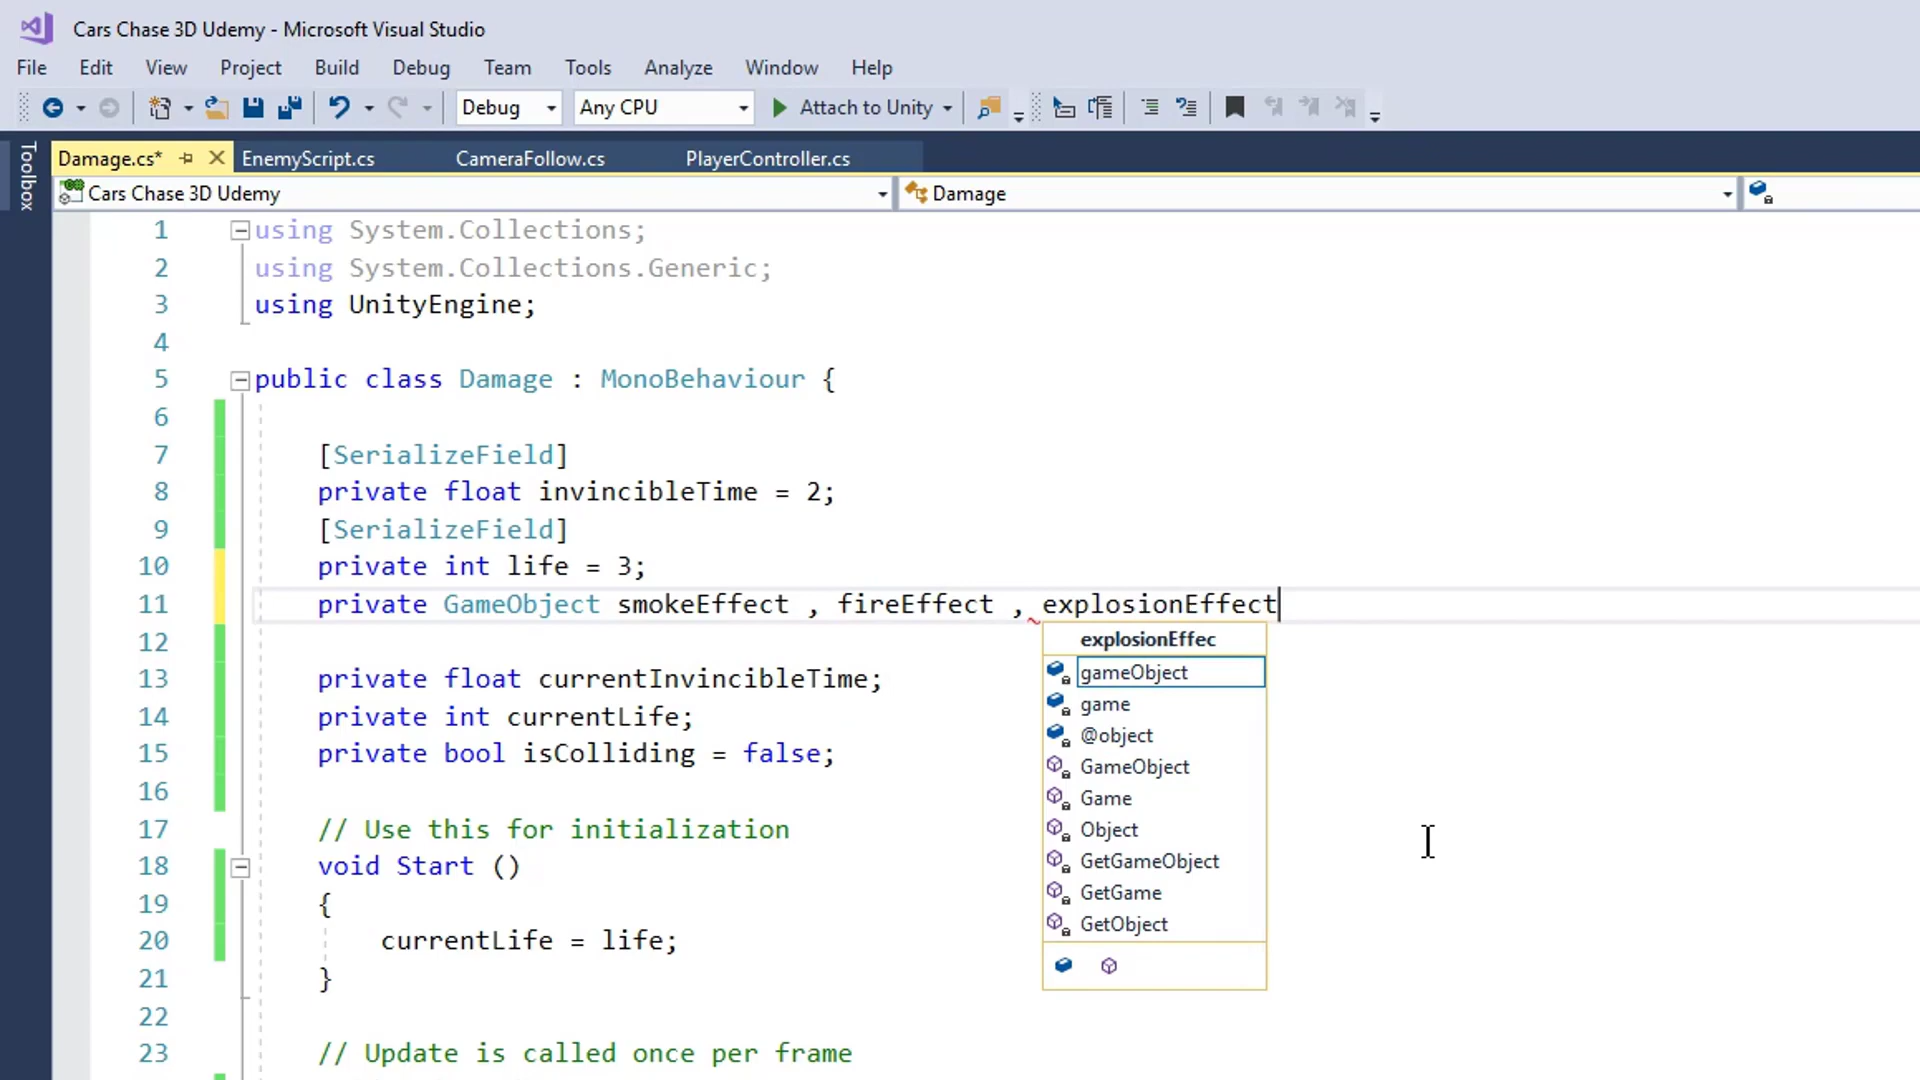 Cars Chase 3D Udemy - Microsoft Visual Studio
File Edit View Project Build Debug Team Tools Analyze Window Help
Debug Any CPU Attach to Unity
Toolbox
Damage.cs* EnemyScript.cs CameraFollow.cs PlayerController.cs
Cars Chase 3D Udemy Damage
1 using System.Collections;
2 using System.Collections.Generic;
3 using UnityEngine;
4
5 public class Damage : MonoBehaviour {
6
7 [SerializeField]
8 private float invincibleTime = 2;
9 [SerializeField]
10 private int life = 3;
11 private GameObject smokeEffect , fireEffect , explosionEffect
12
13 private float currentInvincibleTime;
14 private int currentLife;
15 private bool isColliding = false;
16
17 // Use this for initialization
18 void Start ()
19 {
20 currentLife = life;
21 }
22
23 // Update is called once per frame
explosionEffec
gameObject
game
@object
GameObject
Game
Object
GetGameObject
GetGame
GetObject